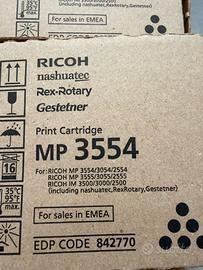 For sales in EMEA
RICOH
nashuatec
Rex-Rotary
Gestetner
Print Cartridge
MP 3554
For: RICOH MP 3554/3054/2554
RICOH MP 3555/3055/2555
RICOH IM 3500/3000/2500
(including nashuatec, RexRotary, Gestetner)
16
35°C
95°F
max.
For sales in EMEA
EDP CODE 842770